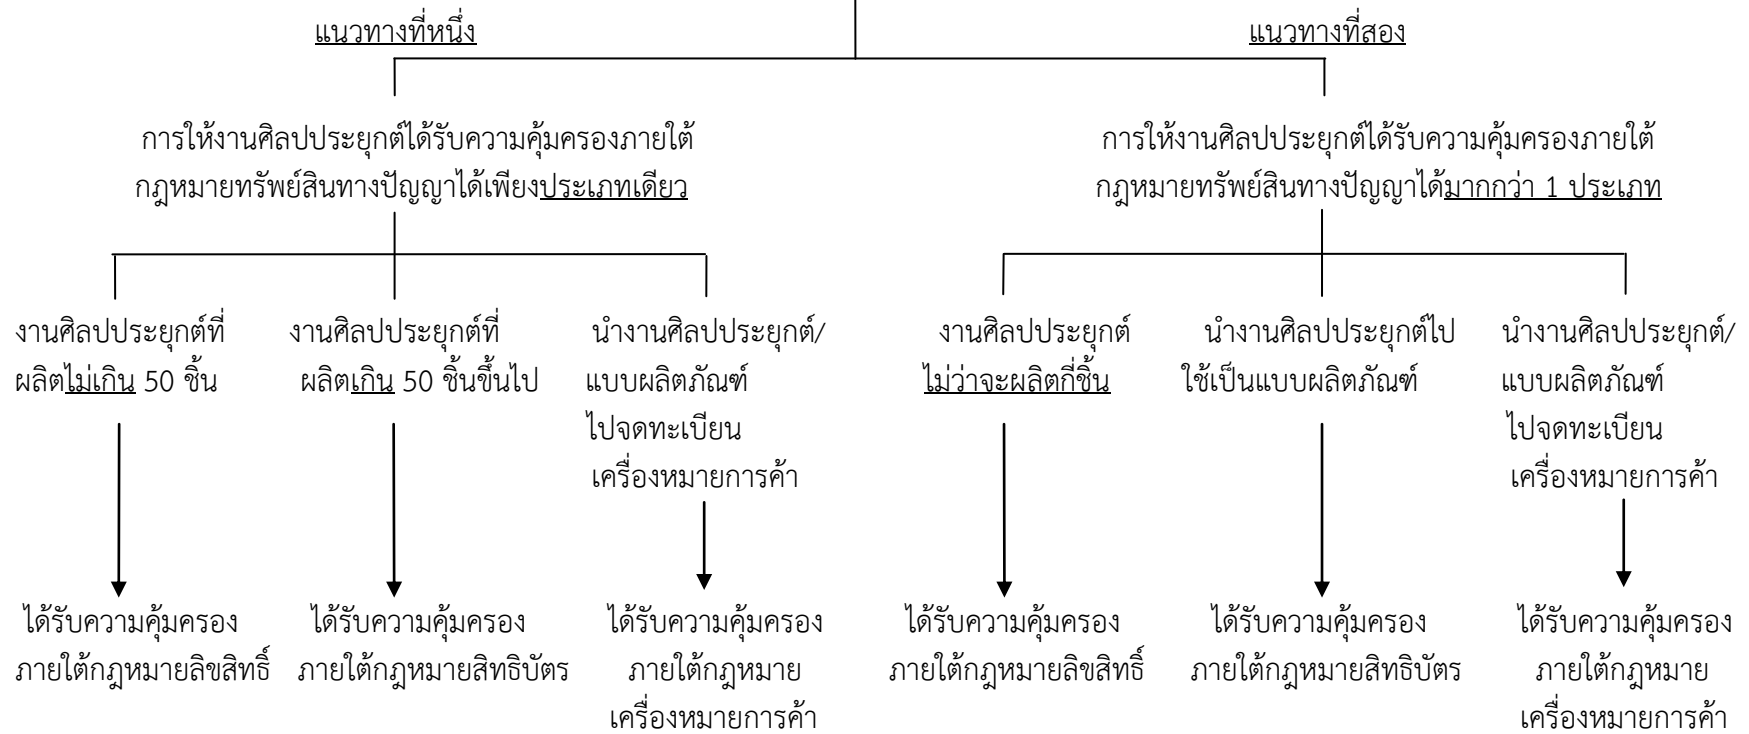 แนวทางที่หนึ่ง
การให้งานศิลปประยุกต์ได้รับความคุ้มครองภายใต้
กฎหมายทรัพย์สินทางปัญญาได้เพียงประเภทเดียว
งานศิลปประยุกต์ที่
ผลิตไม่เกิน 50 ชิ้น
ได้รับความคุ้มครอง
ภายใต้กฎหมายลิขสิทธิ์
งานศิลปประยุกต์ที่
ผลิตเกิน 50 ชิ้นขึ้นไป
ได้รับความคุ้มครอง
ภายใต้กฎหมายสิทธิบัตร
นำงานศิลปประยุกต์/
แบบผลิตภัณฑ์
ไปจดทะเบียน
เครื่องหมายการค้า
ได้รับความคุ้มครอง
ภายใต้กฎหมาย
เครื่องหมายการค้า
แนวทางที่สอง
การให้งานศิลปประยุกต์ได้รับความคุ้มครองภายใต้
กฎหมายทรัพย์สินทางปัญญาได้มากกว่า 1 ประเภท
งานศิลปประยุกต์
ไม่ว่าจะผลิตกี่ชิ้น
ได้รับความคุ้มครอง
ภายใต้กฎหมายลิขสิทธิ์
นำงานศิลปประยุกต์ไป
ใช้เป็นแบบผลิตภัณฑ์
ได้รับความคุ้มครอง
ภายใต้กฎหมายสิทธิบัตร
นำงานศิลปประยุกต์/
แบบผลิตภัณฑ์
ไปจดทะเบียน
เครื่องหมายการค้า
ได้รับความคุ้มครอง
ภายใต้กฎหมาย
เครื่องหมายการค้า